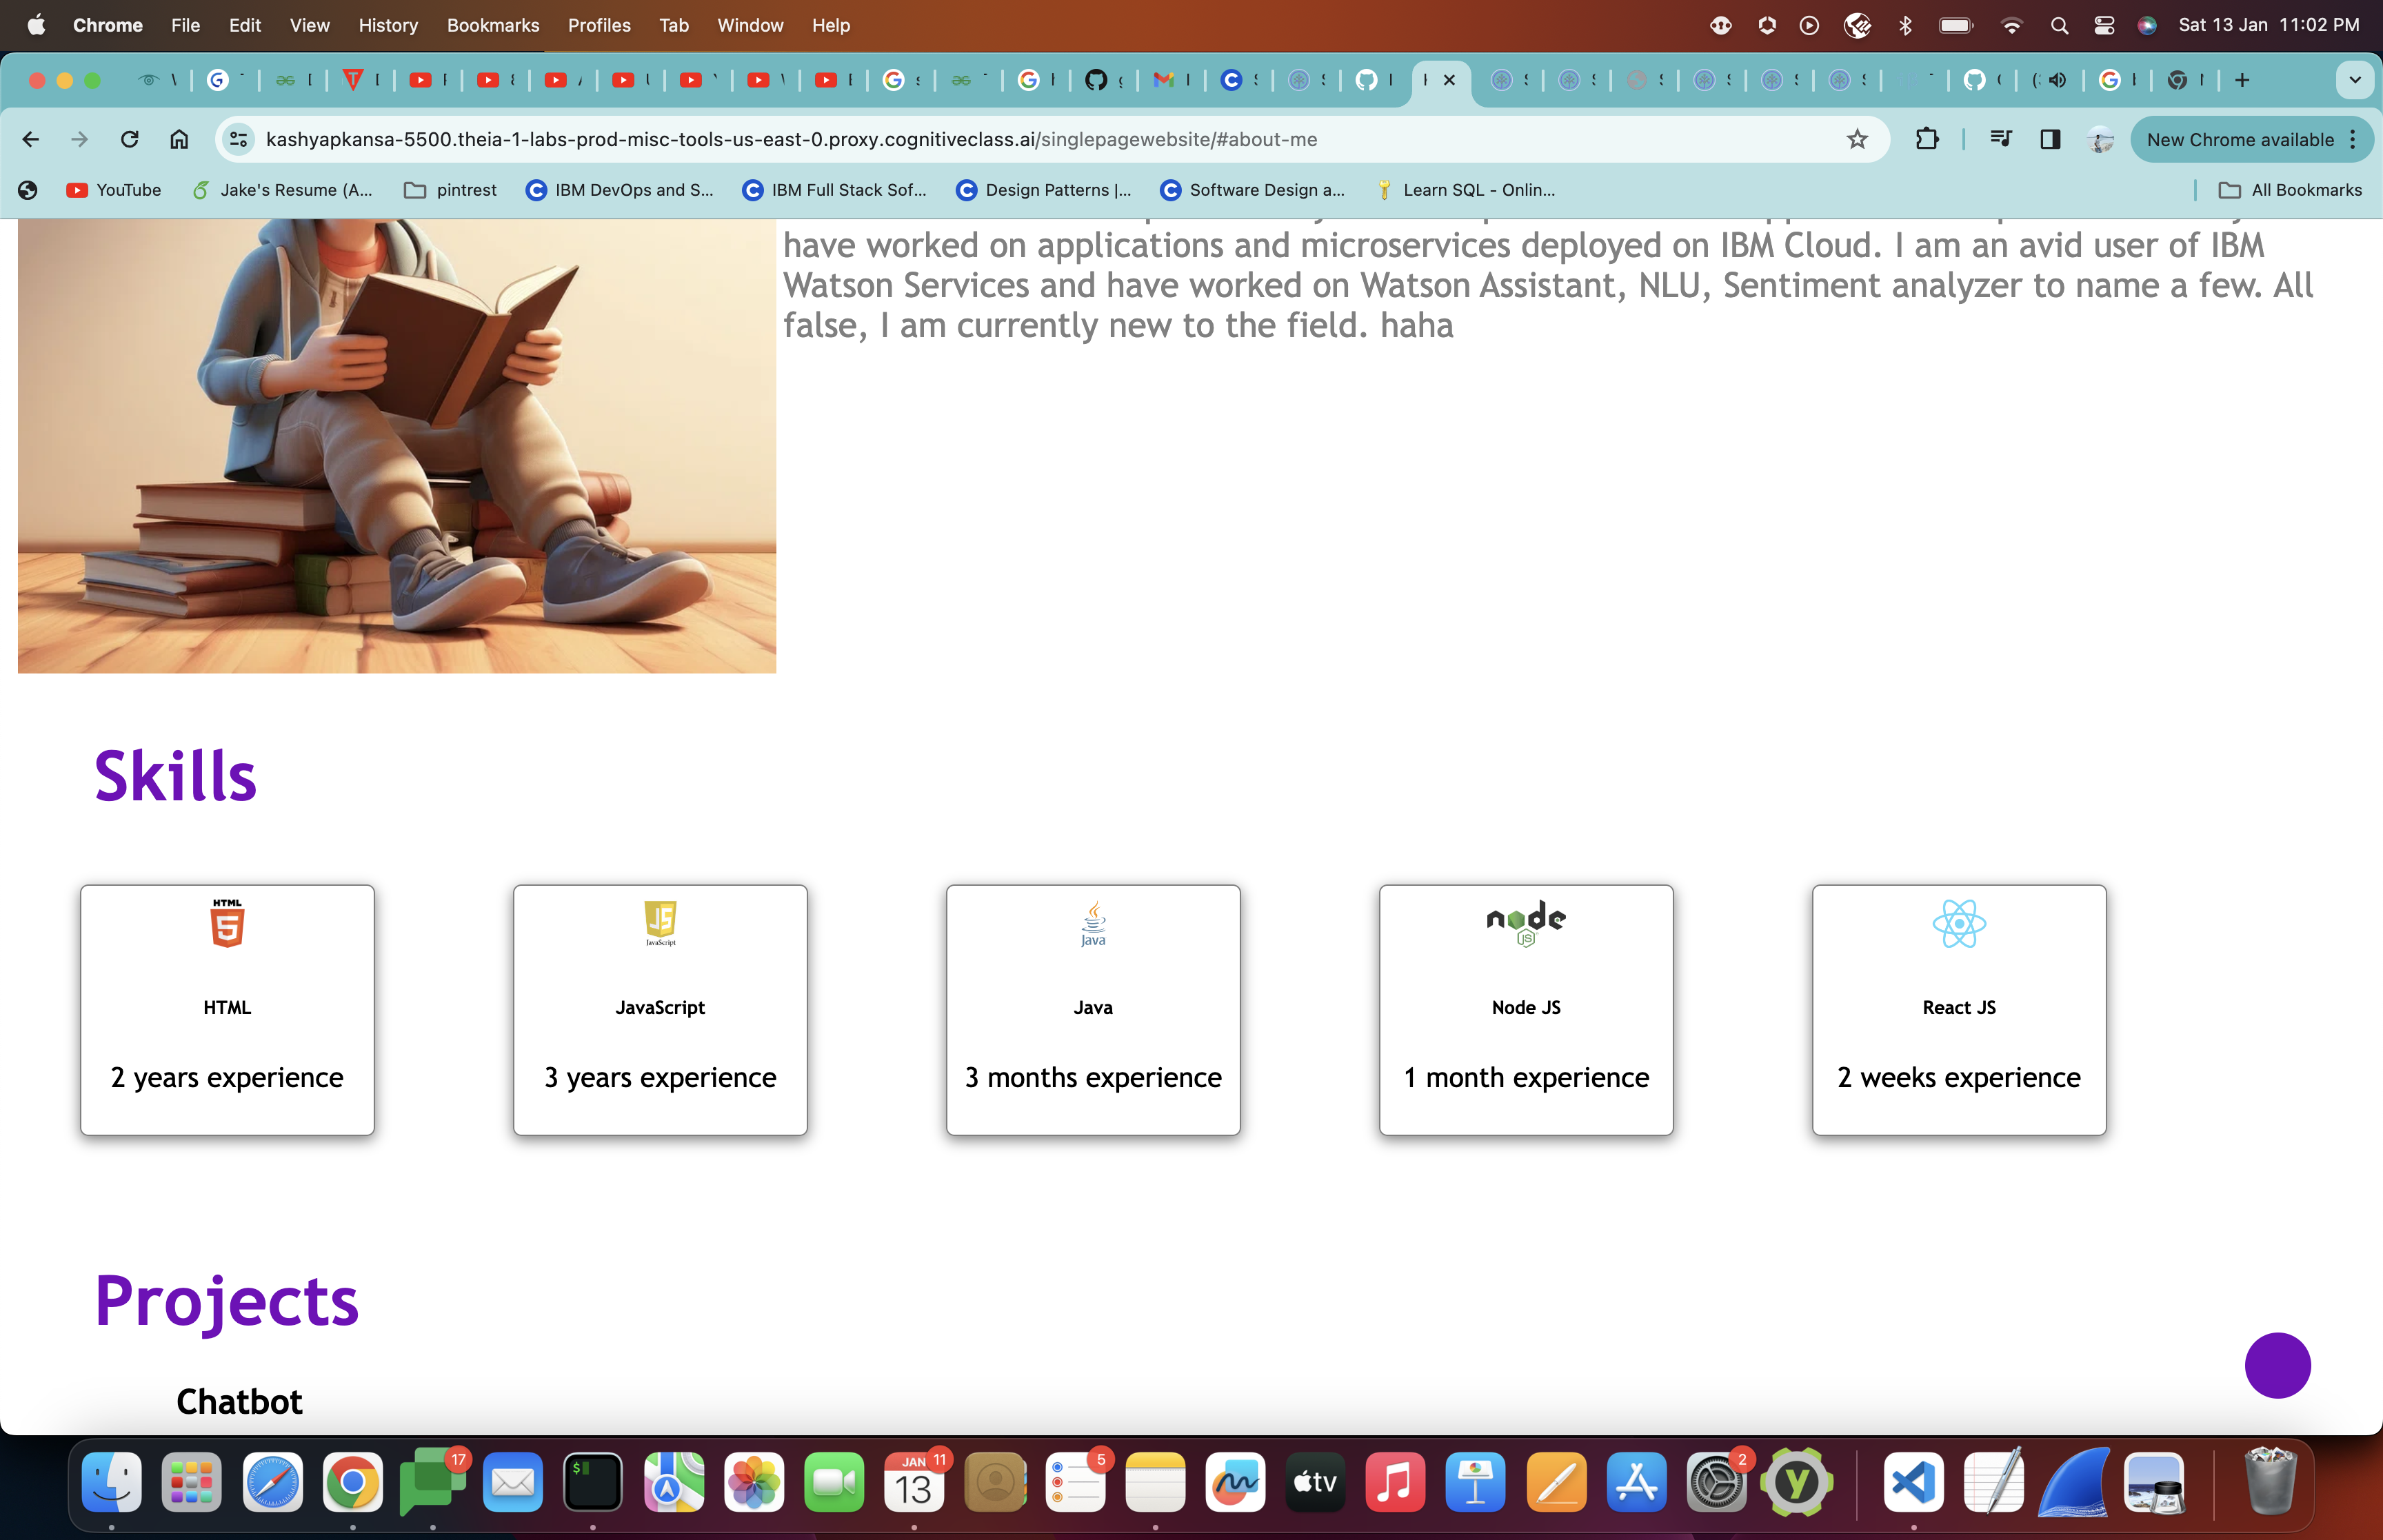 Chrome File Edit View History Bookmarks Profiles Tab Window Help Sat 13 Jan 11:02 PM
kashyapkansa-5500.theia-1-labs-prod-misc-tools-us-east-0.proxy.cognitiveclass.ai/singlepagewebsite/#about-me New Chrome available
YouTube Jake's Resume (A... pintrest IBM DevOps and S... IBM Full Stack Sof... Design Patterns |... Software Design a... Learn SQL - Onlin... All Bookmarks
have worked on applications and microservices deployed on IBM Cloud. I am an avid user of IBM
Watson Services and have worked on Watson Assistant, NLU, Sentiment analyzer to name a few. All
false, I am currently new to the field. haha
Skills
HTML
5
JS
JavaScript
Java
node
JS
HTML JavaScript Java Node JS React JS
2 years experience 3 years experience 3 months experience 1 month experience 2 weeks experience
Projects
Chatbot
17 JAN 11 5 2
$ 13 tv y